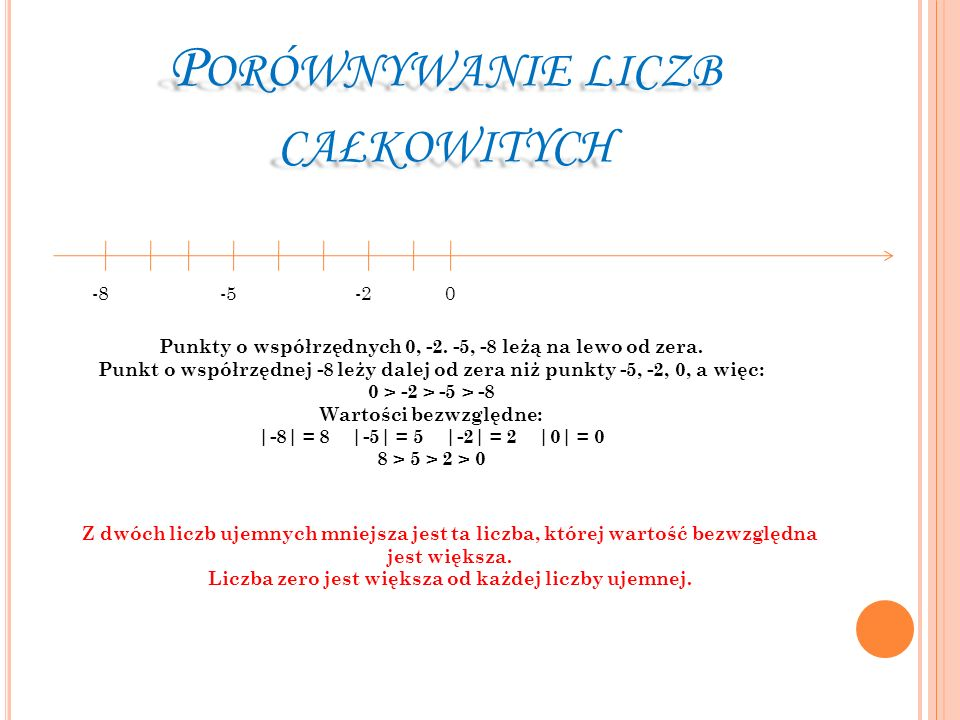 PORÓWNYWANIE LICZB
CAŁKOWITYCH
-8 -5 -2 0
Punkty o współrzędnych 0, -2. -5, -8 leżą na lewo od zera.
Punkt o współrzędnej -8 leży dalej od zera niż punkty -5, -2, 0, a więc:
0 > -2 > -5 > -8
Wartości bezwzględne:
|-8| = 8 |-5| = 5 |-2| = 2 |0| = 0
8 > 5 > 2 > 0
Z dwóch liczb ujemnych mniejsza jest ta liczba, której wartość bezwzględna
jest większa.
Liczba zero jest większa od każdej liczby ujemnej.